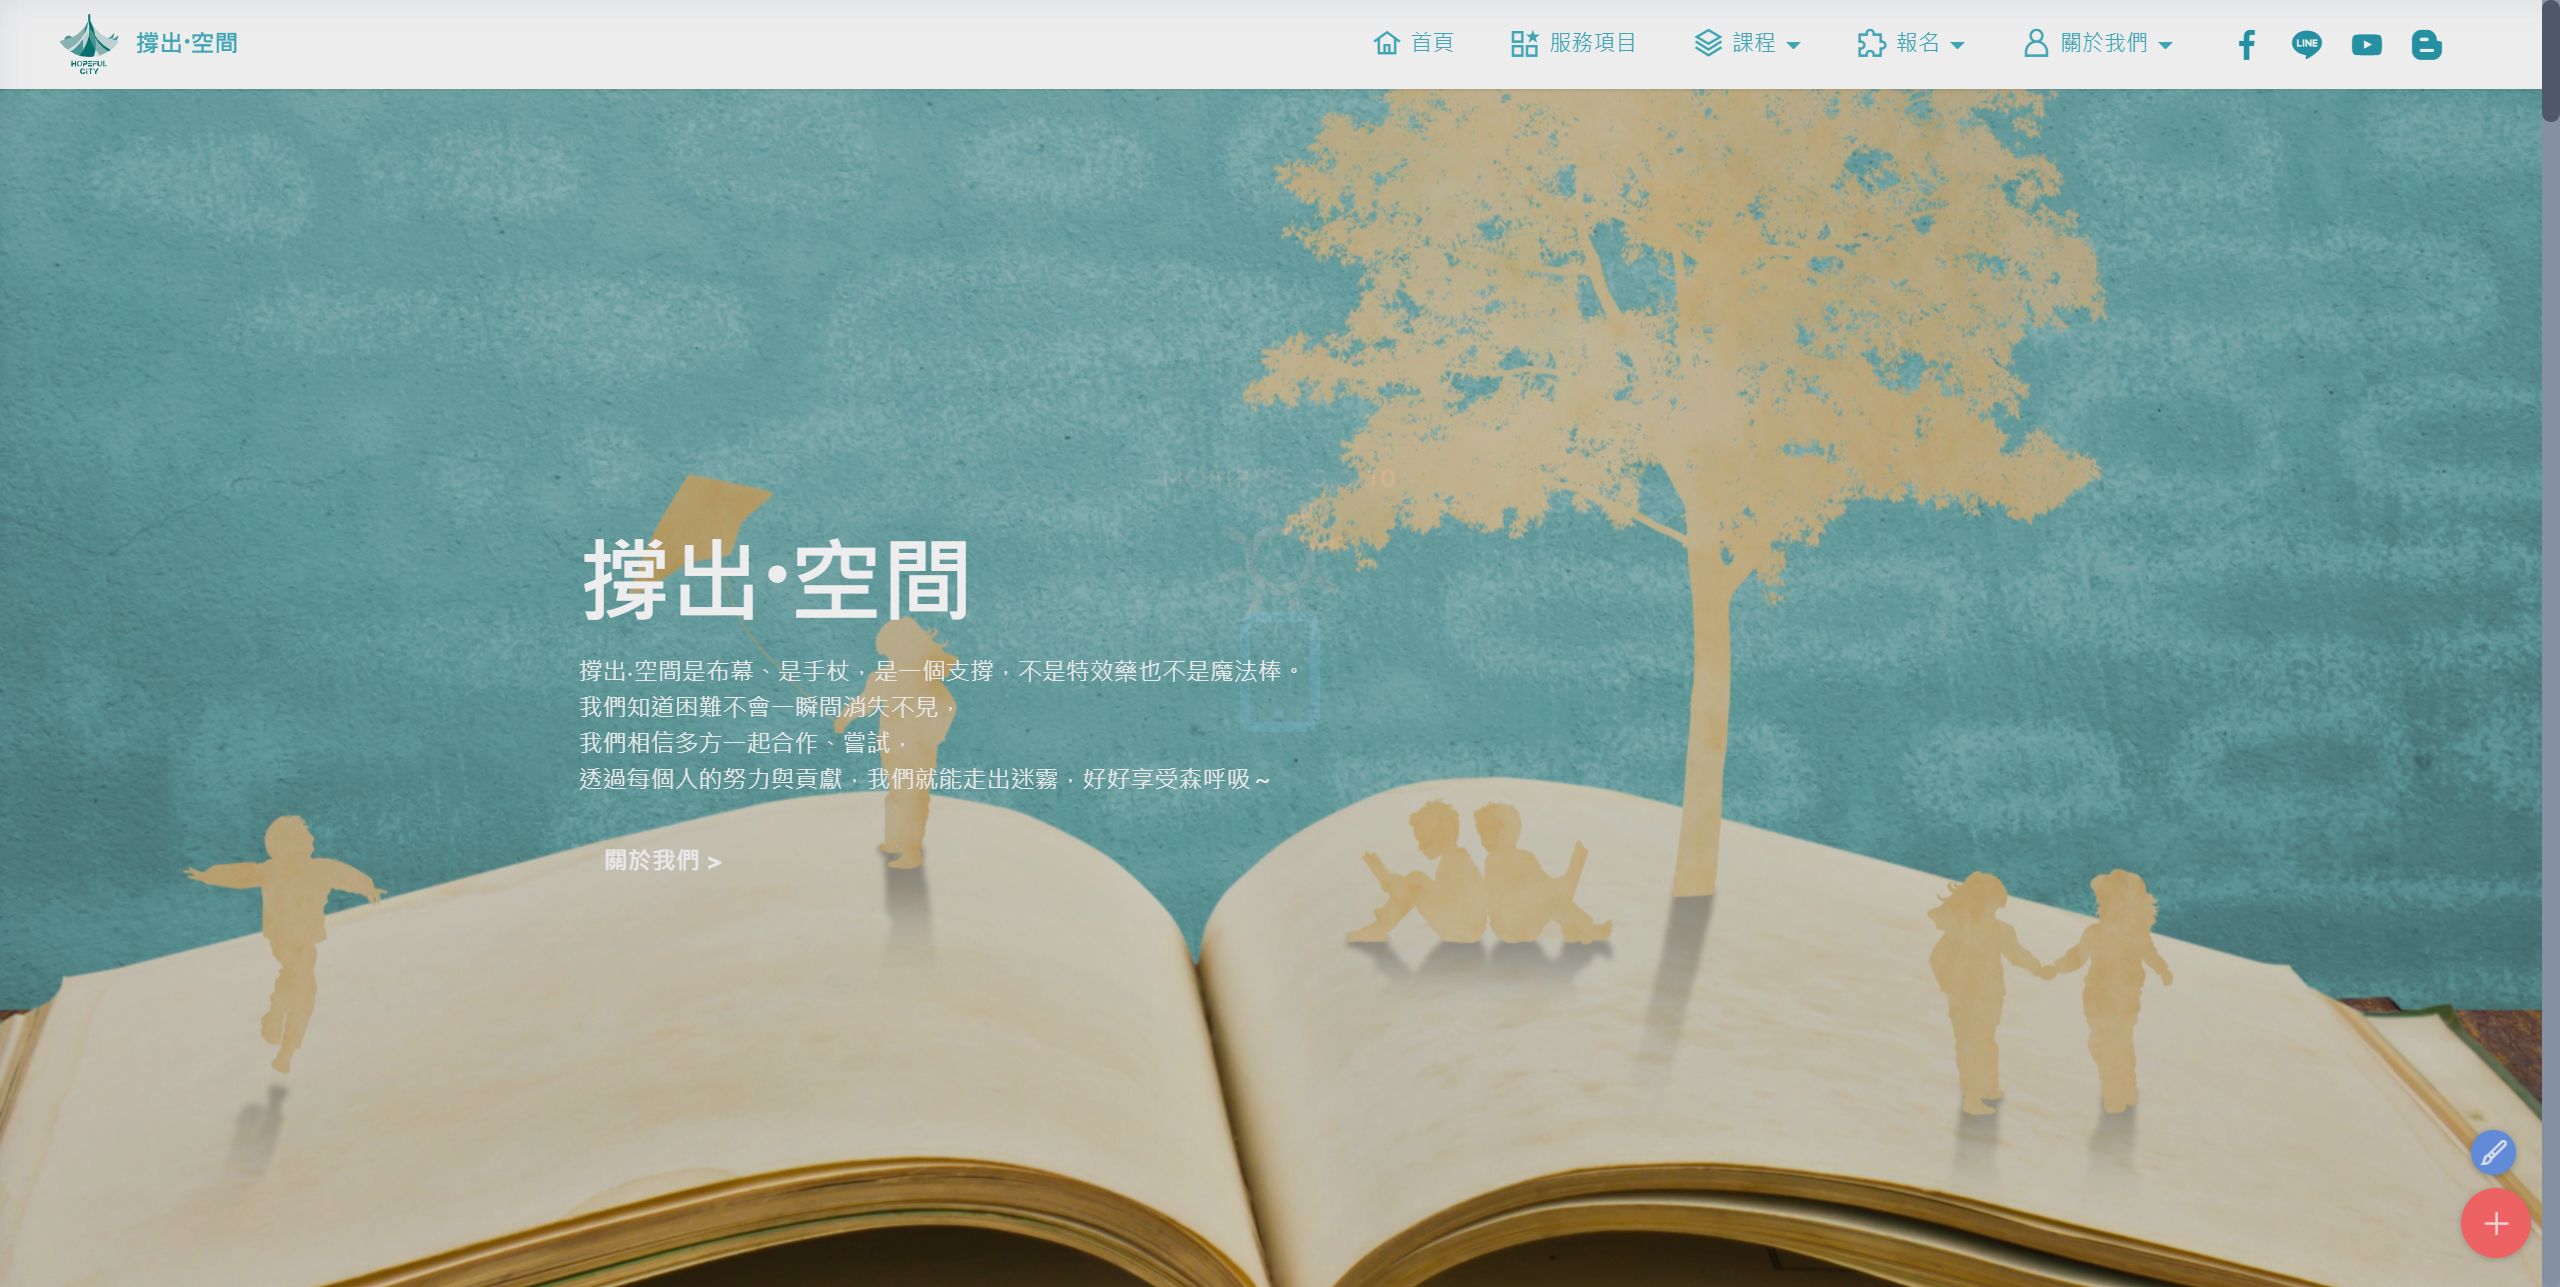 HOPEFUL
CITY
撐出·空間
首頁
服務項目
課程
報名
關於我們
LINE
撐出·空間
撐出·空間是布幕、是手杖，是一個支撐，不是特效藥也不是魔法棒。
我們知道困難不會一瞬間消失不見，
我們相信多方一起合作、嘗試，
透過每個人的努力與貢獻，我們就能走出迷霧，好好享受森呼吸～
關於我們 >